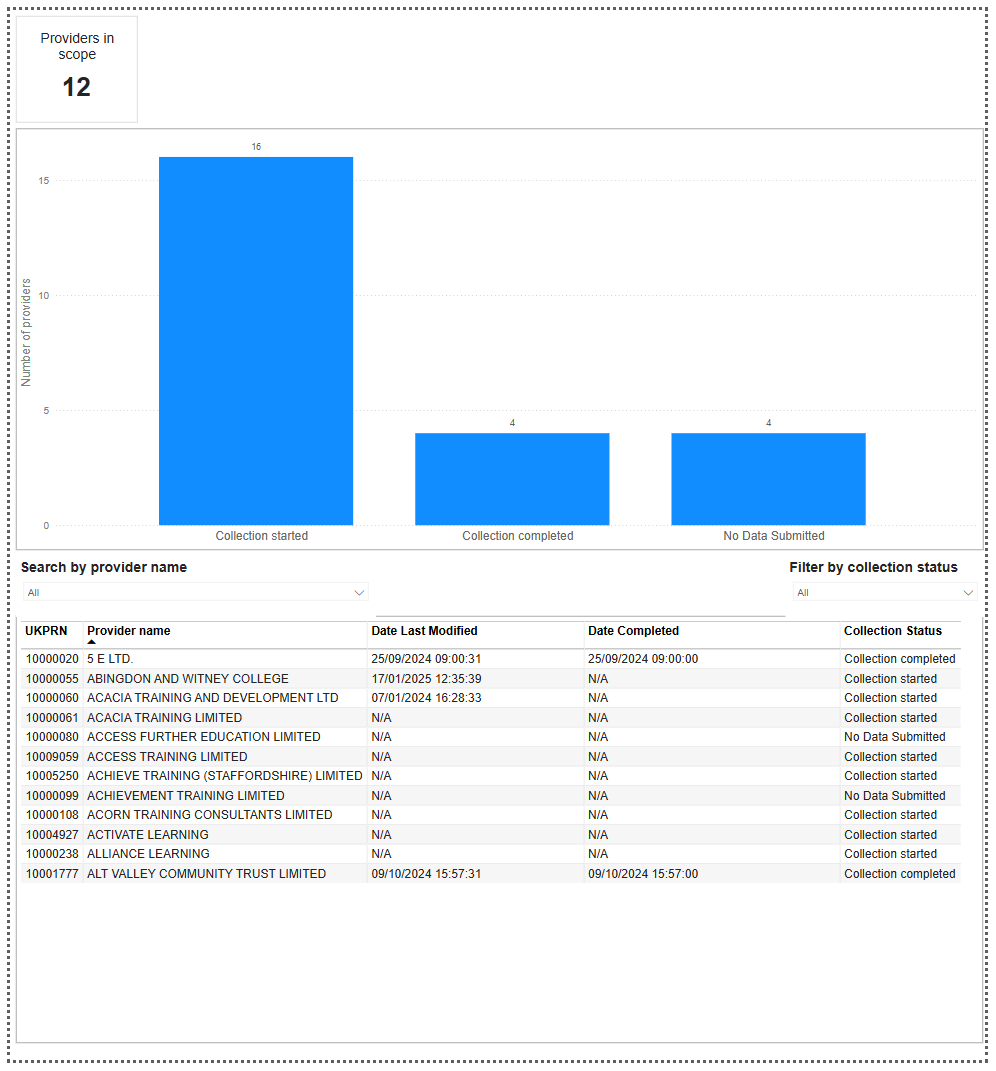 Providers in
scope
12
16
15
10
5
0
4
4
Number of providers
Collection started
Collection completed
No Data Submitted
Search by provider name
Filter by collection status
All
All
UKPRN Provider name Date Last Modified Date Completed Collection Status
10000020 5 E LTD. 25/09/2024 09:00:31 25/09/2024 09:00:00 Collection completed
10000055 ABINGDON AND WITNEY COLLEGE 17/01/2025 12:35:39 N/A Collection started
10000060 ACACIA TRAINING AND DEVELOPMENT LTD 07/01/2024 16:28:33 N/A Collection started
10000061 ACACIA TRAINING LIMITED N/A N/A Collection started
10000080 ACCESS FURTHER EDUCATION LIMITED N/A N/A No Data Submitted
10009059 ACCESS TRAINING LIMITED N/A N/A Collection started
10005250 ACHIEVE TRAINING (STAFFORDSHIRE) LIMITED N/A N/A Collection started
10000099 ACHIEVEMENT TRAINING LIMITED N/A N/A No Data Submitted
10000108 ACORN TRAINING CONSULTANTS LIMITED N/A N/A Collection started
10004927 ACTIVATE LEARNING N/A N/A Collection started
10000238 ALLIANCE LEARNING N/A N/A Collection started
10001777 ALT VALLEY COMMUNITY TRUST LIMITED 09/10/2024 15:57:31 09/10/2024 15:57:00 Collection completed